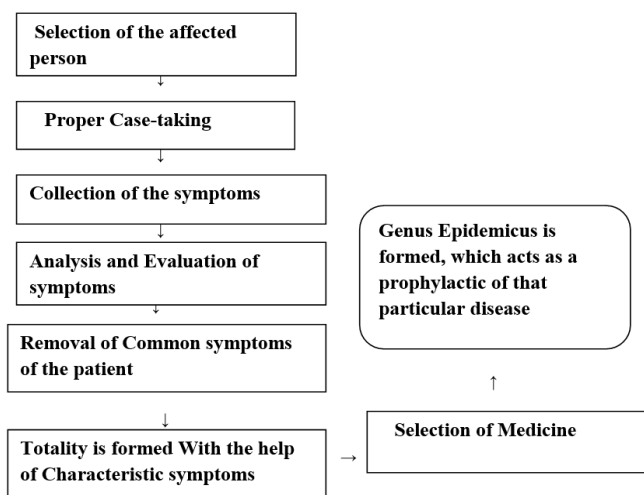 Selection of the affected
person
↓
Proper Case-taking
↓
Collection of the symptoms
↓
Analysis and Evaluation of
symptoms
↓
Removal of Common symptoms
of the patient
↓
Totality is formed With the help
of Characteristic symptoms
→
Selection of Medicine
↑
Genus Epidemicus is
formed, which acts as a
prophylactic of that
particular disease